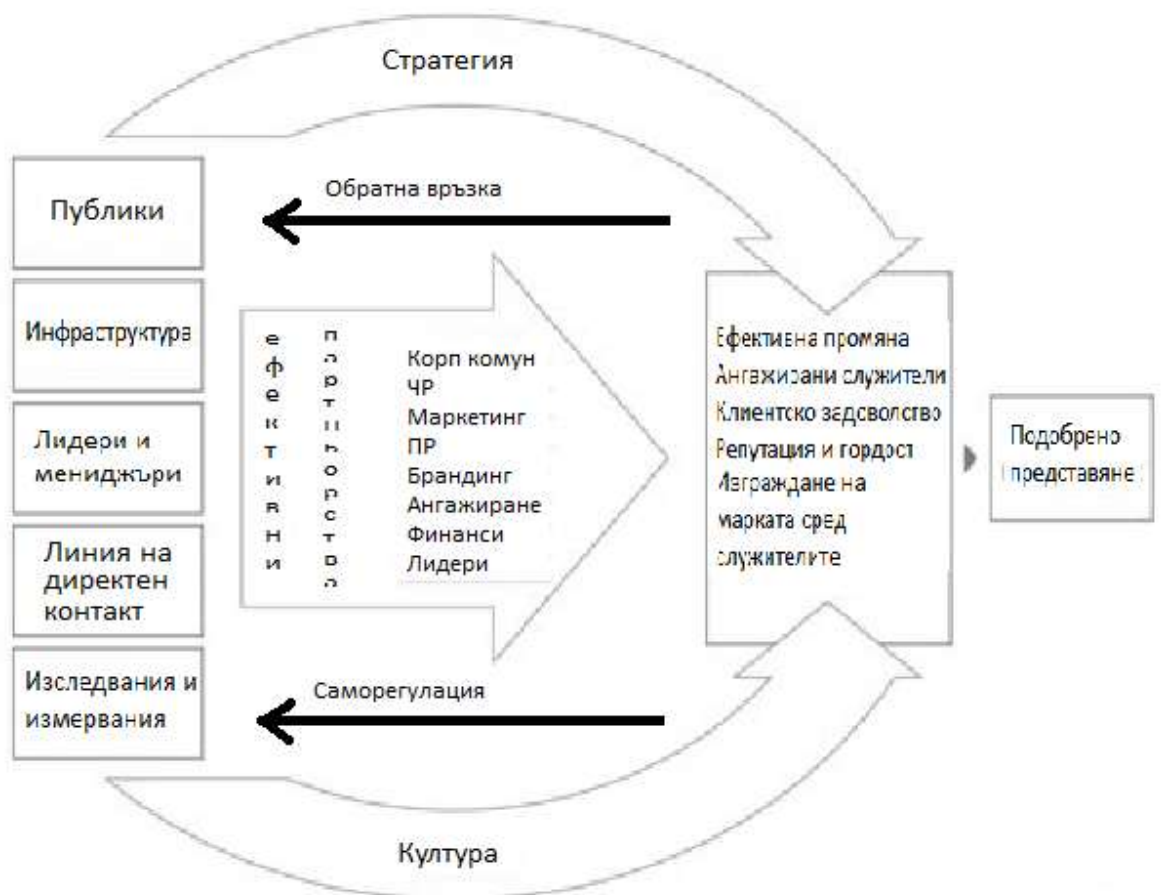 Стратегия
Обратна връзка
Публики
Инфраструктура
Лидери и
мениджъри
Линия на
директен
контакт
Изследвания и
измервания
ефективни
партньорства
Корп комун
ЧР
Маркетинг
ПР
Брандинг
Ангажиране
Финанси
Лидери
Саморегулация
Ефективна промяна
Ангажирани служители
Клиентско задсволство
Репутация и гордост
Изграждане на
марката сред
служителите
Подобрено
представяне
Култура